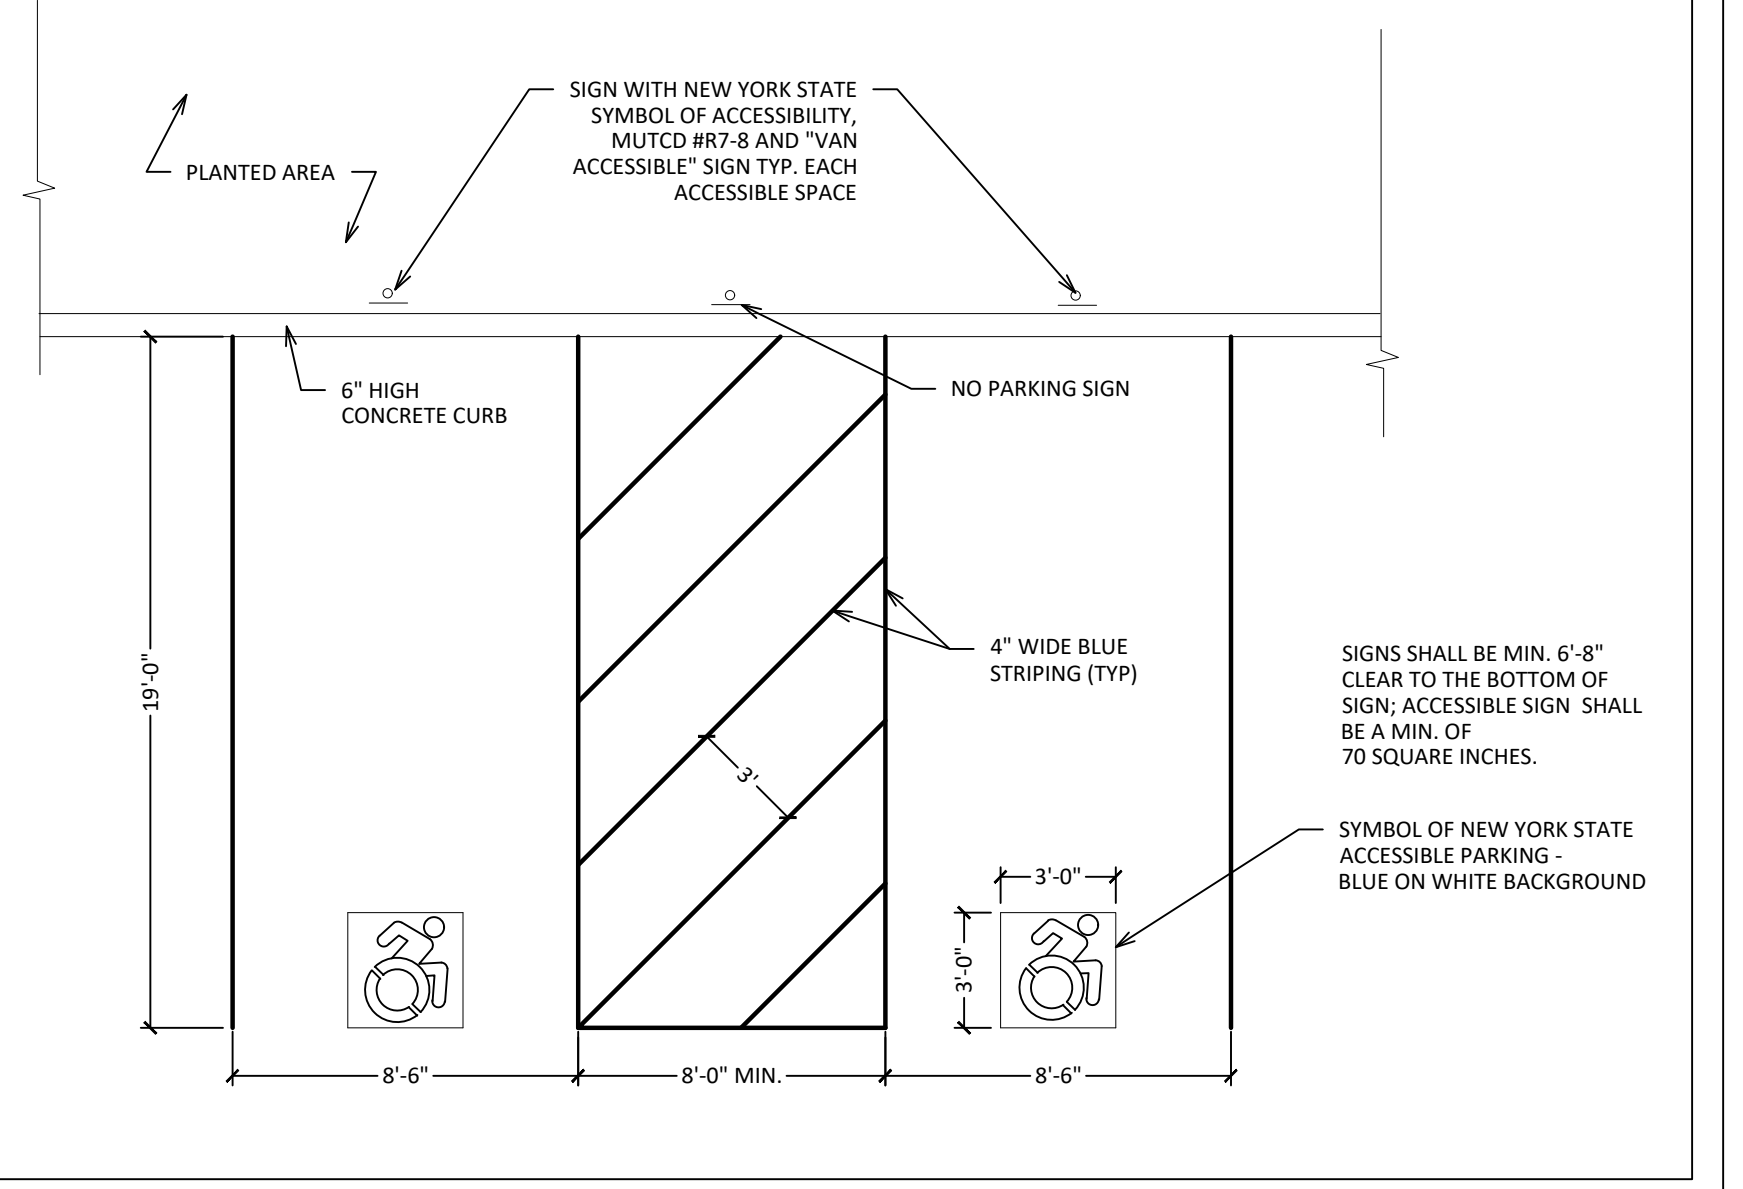 SIGN WITH NEW YORK STATE
SYMBOL OF ACCESSIBILITY,
MUTCD #R7-8 AND "VAN
ACCESSIBLE" SIGN TYP. EACH
ACCESSIBLE SPACE
PLANTED AREA
6" HIGH
CONCRETE CURB
NO PARKING SIGN
4" WIDE BLUE
STRIPING (TYP)
19'-0"
3'
SIGNS SHALL BE MIN. 6'-8"
CLEAR TO THE BOTTOM OF
SIGN; ACCESSIBLE SIGN SHALL
BE A MIN. OF
70 SQUARE INCHES.
SYMBOL OF NEW YORK STATE
ACCESSIBLE PARKING -
BLUE ON WHITE BACKGROUND
3'-0"
3'-0"
8'-6"
8'-0" MIN.
8'-6"